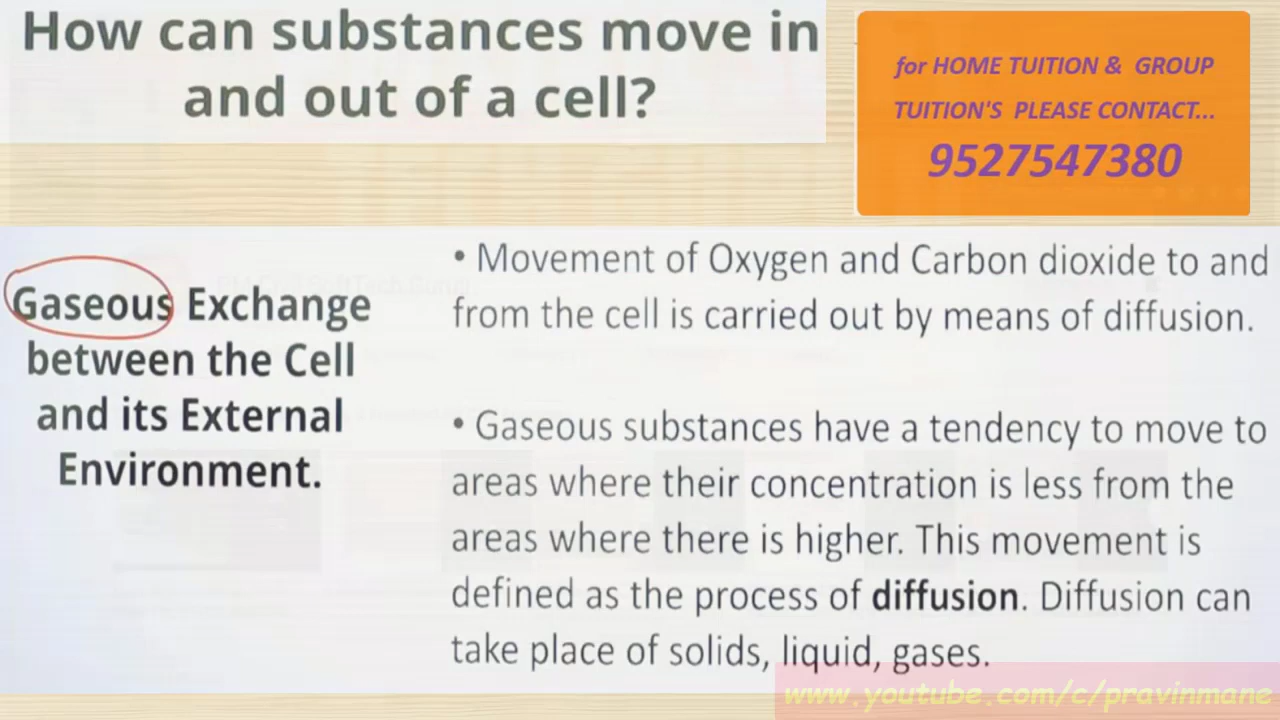 How can substances move in
and out of a cell?
for HOME TUITION & GROUP
TUITION'S PLEASE CONTACT...
9527547380
Gaseous Exchange
between the Cell
and its External
Environment.
• Movement of Oxygen and Carbon dioxide to and
from the cell is carried out by means of diffusion.
• Gaseous substances have a tendency to move to
areas where their concentration is less from the
areas where there is higher. This movement is
defined as the process of diffusion. Diffusion can
take place of solids, liquid, gases.
www.youtube.com/c/pravinmane